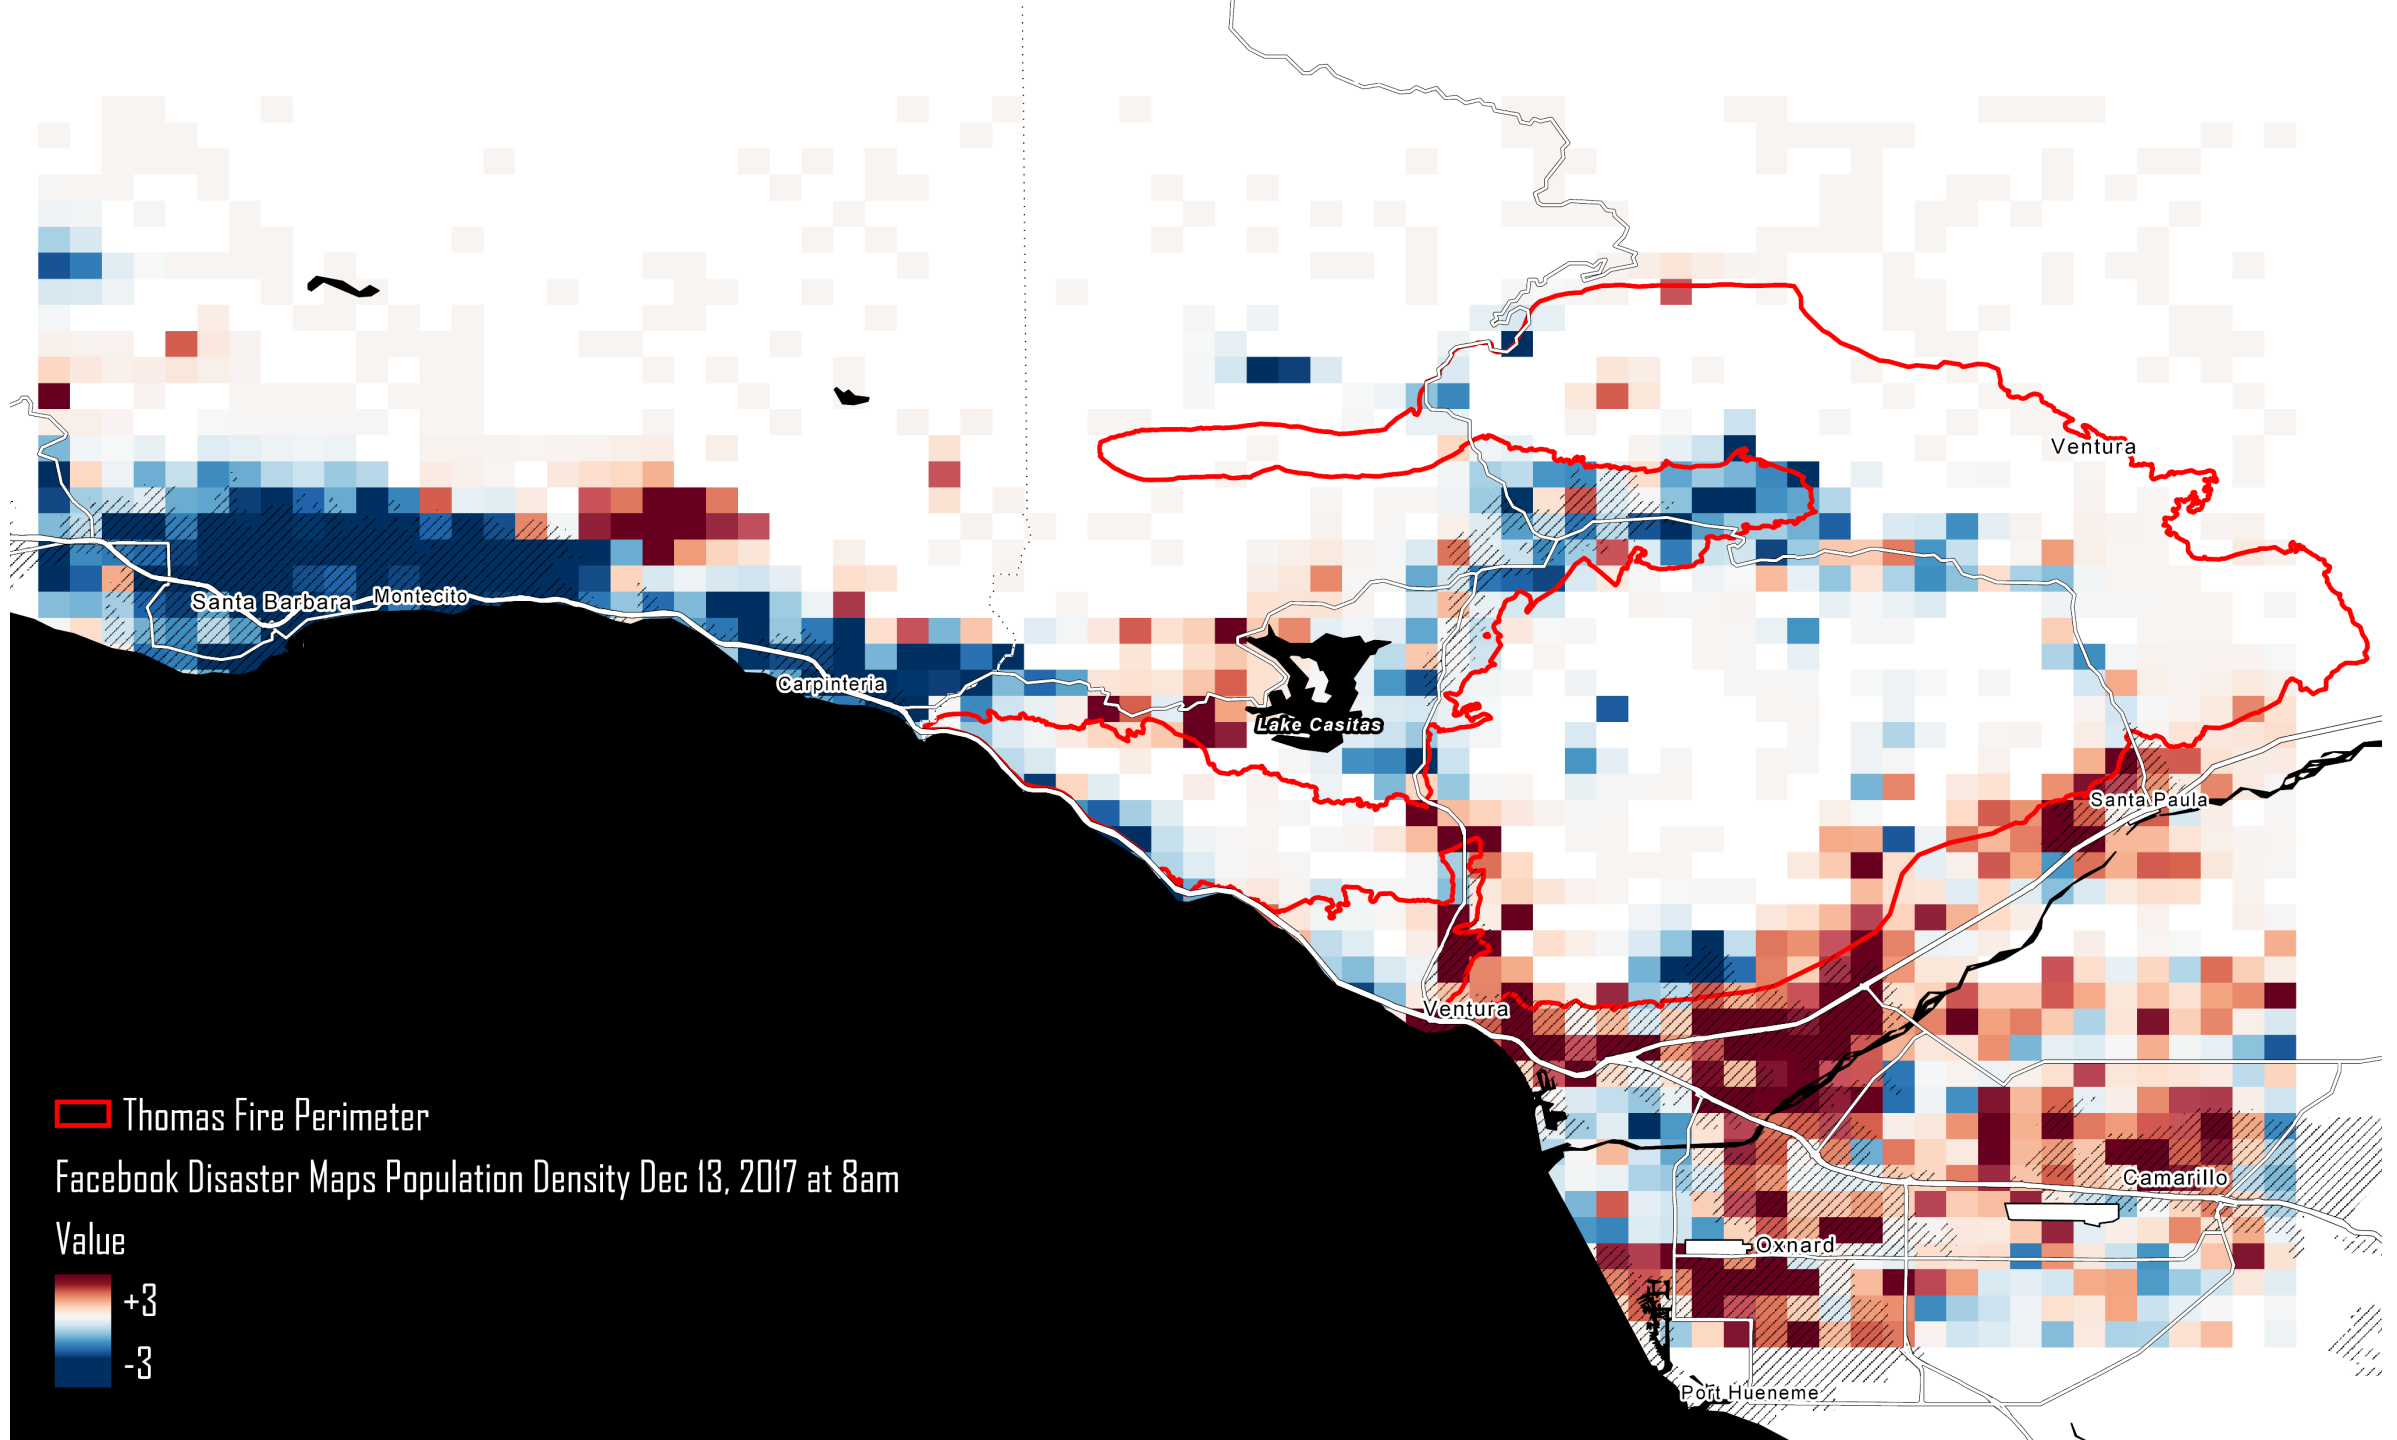 Ventura
Santa Barbara
Montecito
Carpinteria
Lake Casitas
Santa Paula
Ventura
Camarillo
Oxnard
Port Hueneme
Thomas Fire Perimeter
Facebook Disaster Maps Population Density Dec 13, 2017 at 8am
Value
+3
-3